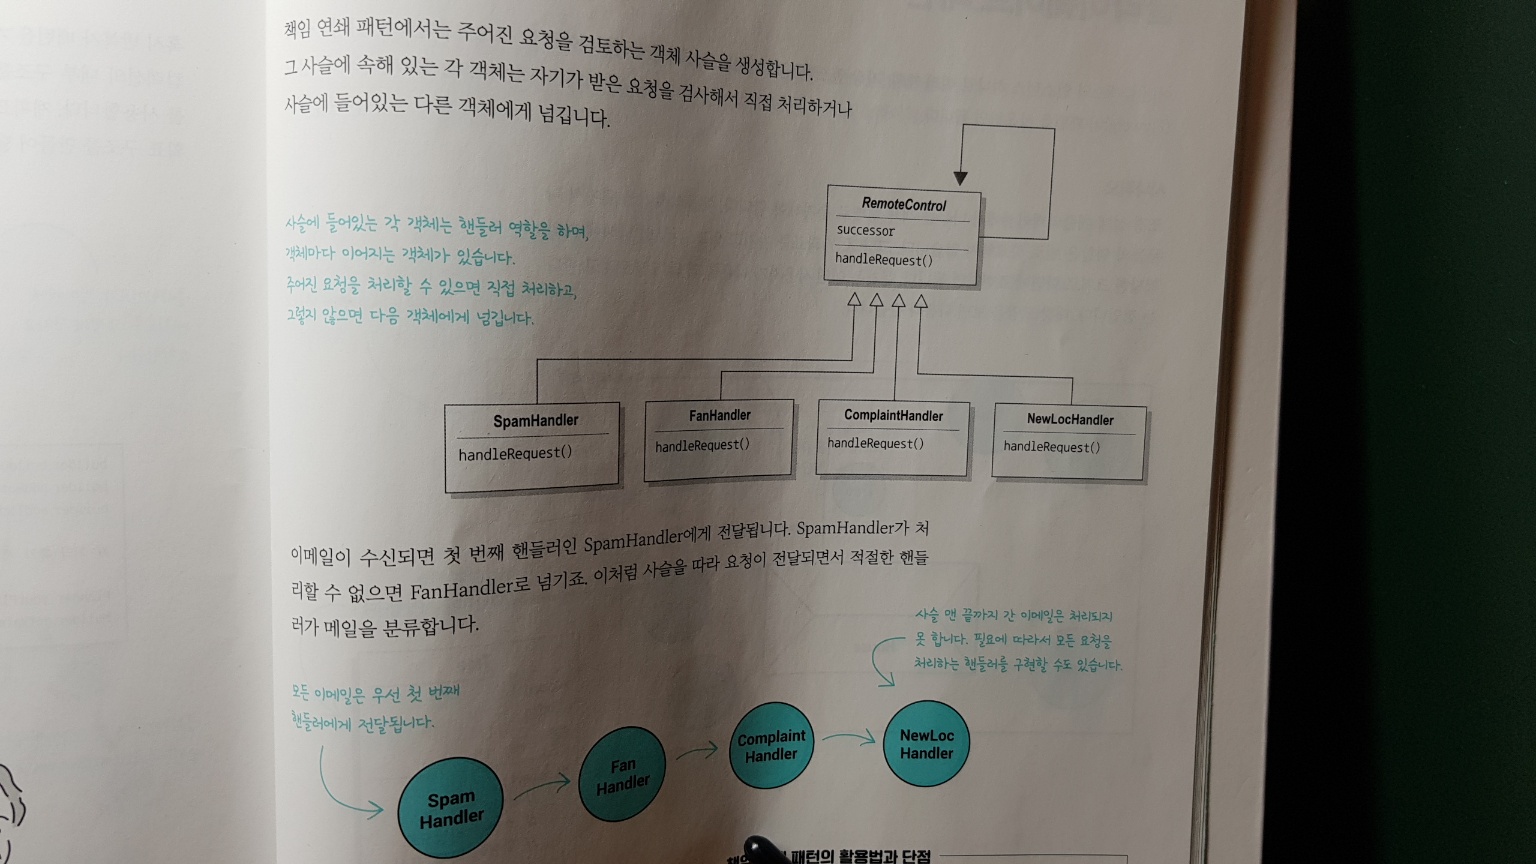 책임 연쇄 패턴에서는 주어진 요청을 검토하는 객체 사슬을 생성합니다.
그 사슬에 속해 있는 각 객체는 자기가 받은 요청을 검사해서 직접 처리하거나
사슬에 들어있는 다른 객체에게 넘깁니다.
사슬에 들어있는 각 객체는 핸들러 역할을 하며,
객체마다 이어지는 객체가 있습니다.
주어진 요청을 처리할 수 있으면 직접 처리하고,
그렇지 않으면 다음 객체에게 넘깁니다.
RemoteControl
successor
handleRequest()
SpamHandler
handleRequest()
FanHandler
handleRequest()
ComplaintHandler
handleRequest()
NewLocHandler
handleRequest()
이메일이 수신되면 첫 번째 핸들러인 SpamHandler에게 전달됩니다. SpamHandler가 처
리할 수 없으면 FanHandler로 넘기죠. 이처럼 사슬을 따라 요청이 전달되면서 적절한 핸들
러가 메일을 분류합니다.
사슬 맨 끝까지 간 이메일은 처리되지
못 합니다. 필요에 따라서 모든 요청을
처리하는 핸들러를 구현할 수도 있습니다.
모든 이메일은 우선 첫 번째
핸들러에게 전달됩니다.
Spam
Handler
Fan
Handler
Complaint
Handler
NewLoc
Handler
패턴의 활용법과 단점